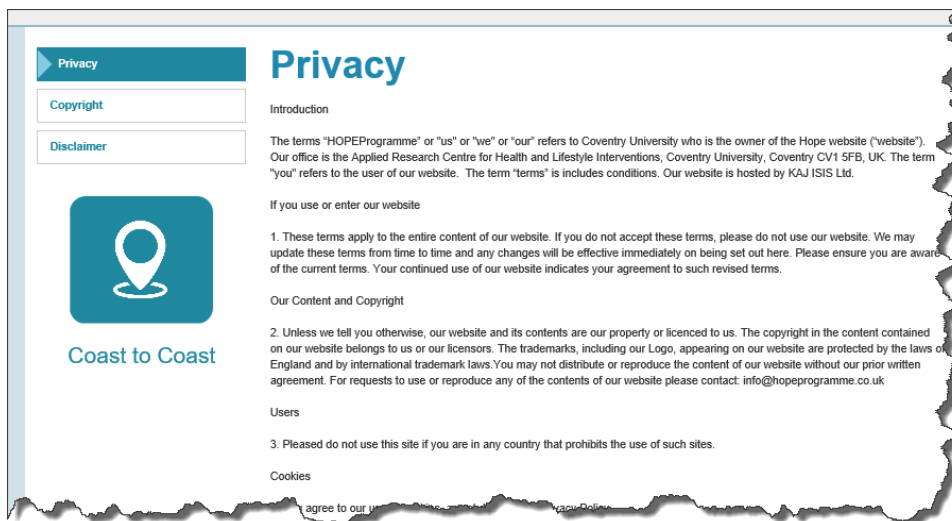 Privacy
Copyright
Disclaimer
Coast to Coast
Privacy
Introduction
The terms “HOPEProgramme” or "us" or "we" or “our” refers to Coventry University who is the owner of the Hope website (“website”).
Our office is the Applied Research Centre for Health and Lifestyle Interventions, Coventry University, Coventry CV1 5FB, UK. The term
"you" refers to the user of our website.  The term “terms” is includes conditions. Our website is hosted by KAJ ISIS Ltd.
If you use or enter our website
1. These terms apply to the entire content of our website. If you do not accept these terms, please do not use our website. We may
update these terms from time to time and any changes will be effective immediately on being set out here. Please ensure you are aware
of the current terms. Your continued use of our website indicates your agreement to such revised terms.
Our Content and Copyright
2. Unless we tell you otherwise, our website and its contents are our property or licenced to us. The copyright in the content contained
on our website belongs to us or our licensors. The trademarks, including our Logo, appearing on our website are protected by the laws of
England and by international trademark laws.You may not distribute or reproduce the content of our website without our prior written
agreement. For requests to use or reproduce any of the contents of our website please contact: info@hopeprogramme.co.uk
Users
3. Pleased do not use this site if you are in any country that prohibits the use of such sites.
Cookies
agree to our